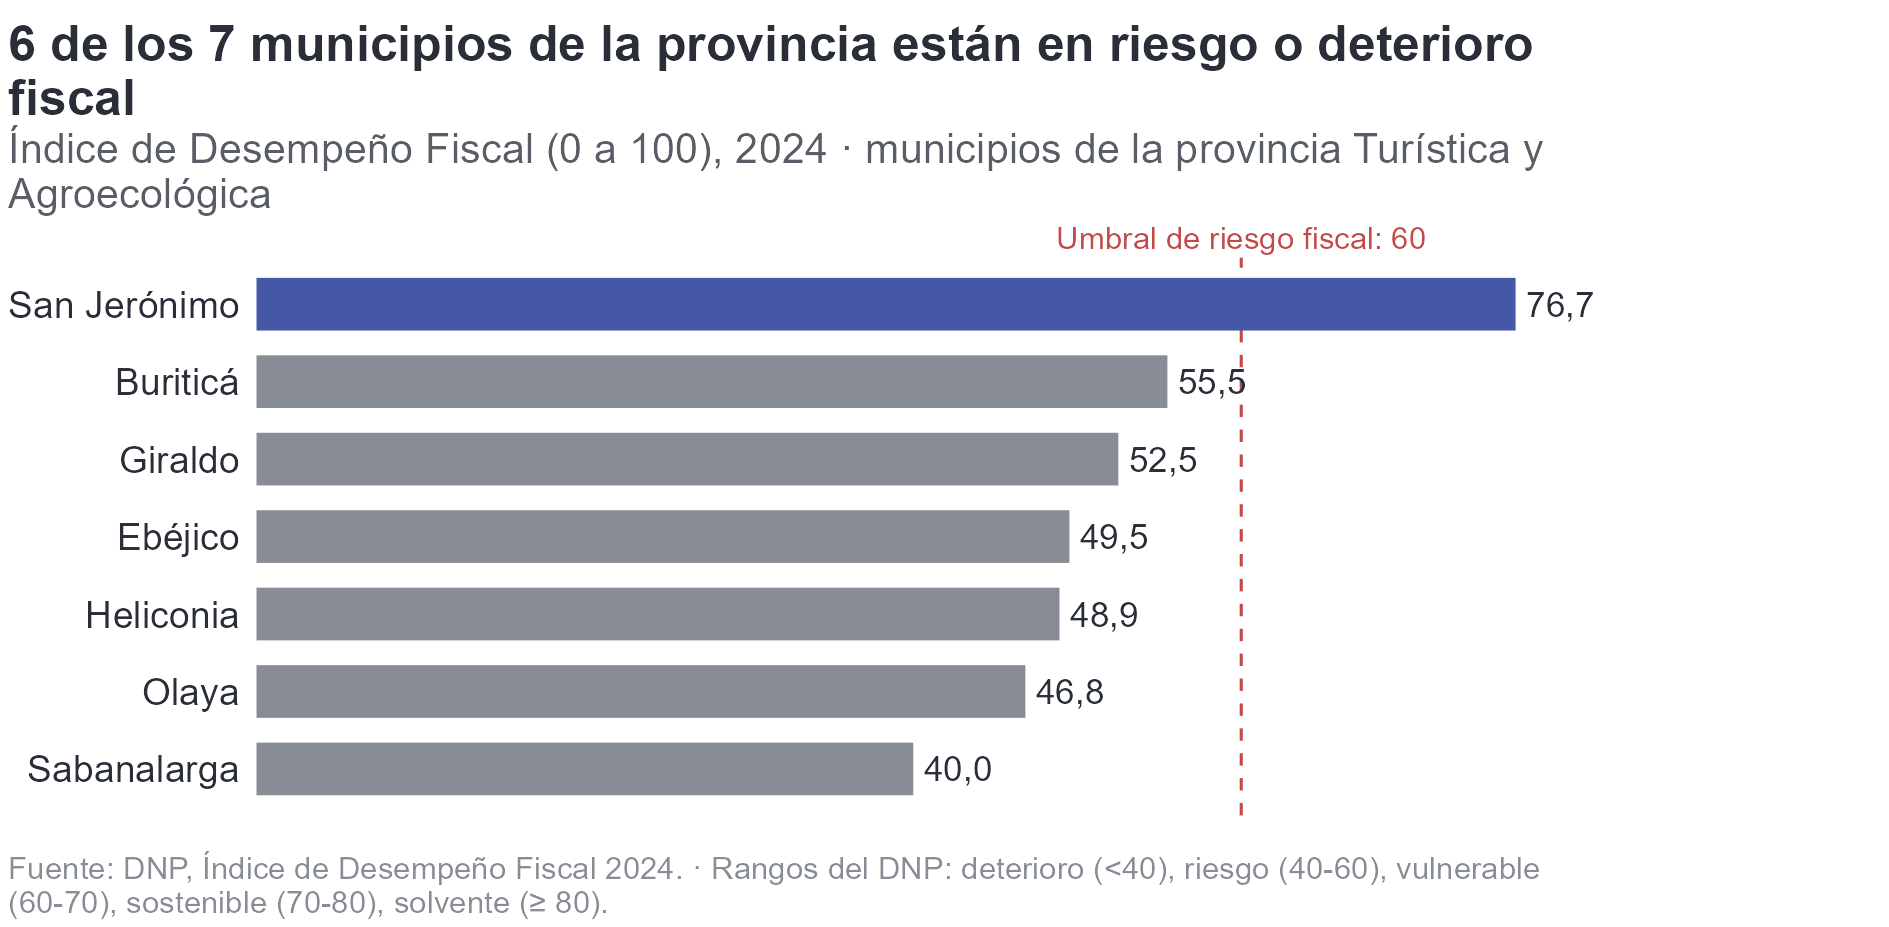 6 de los 7 municipios de la provincia están en riesgo o deterioro
fiscal
Índice de Desempeño Fiscal (0 a 100), 2024 · municipios de la provincia Turística y
Agroecológica
Umbral de riesgo fiscal: 60
San Jerónimo 76,7
Buriticá 55,5
Giraldo 52,5
Ebéjico 49,5
Heliconia 48,9
Olaya 46,8
Sabanalarga 40,0
Fuente: DNP, Índice de Desempeño Fiscal 2024. · Rangos del DNP: deterioro (<40), riesgo (40-60), vulnerable
(60-70), sostenible (70-80), solvente (≥ 80).